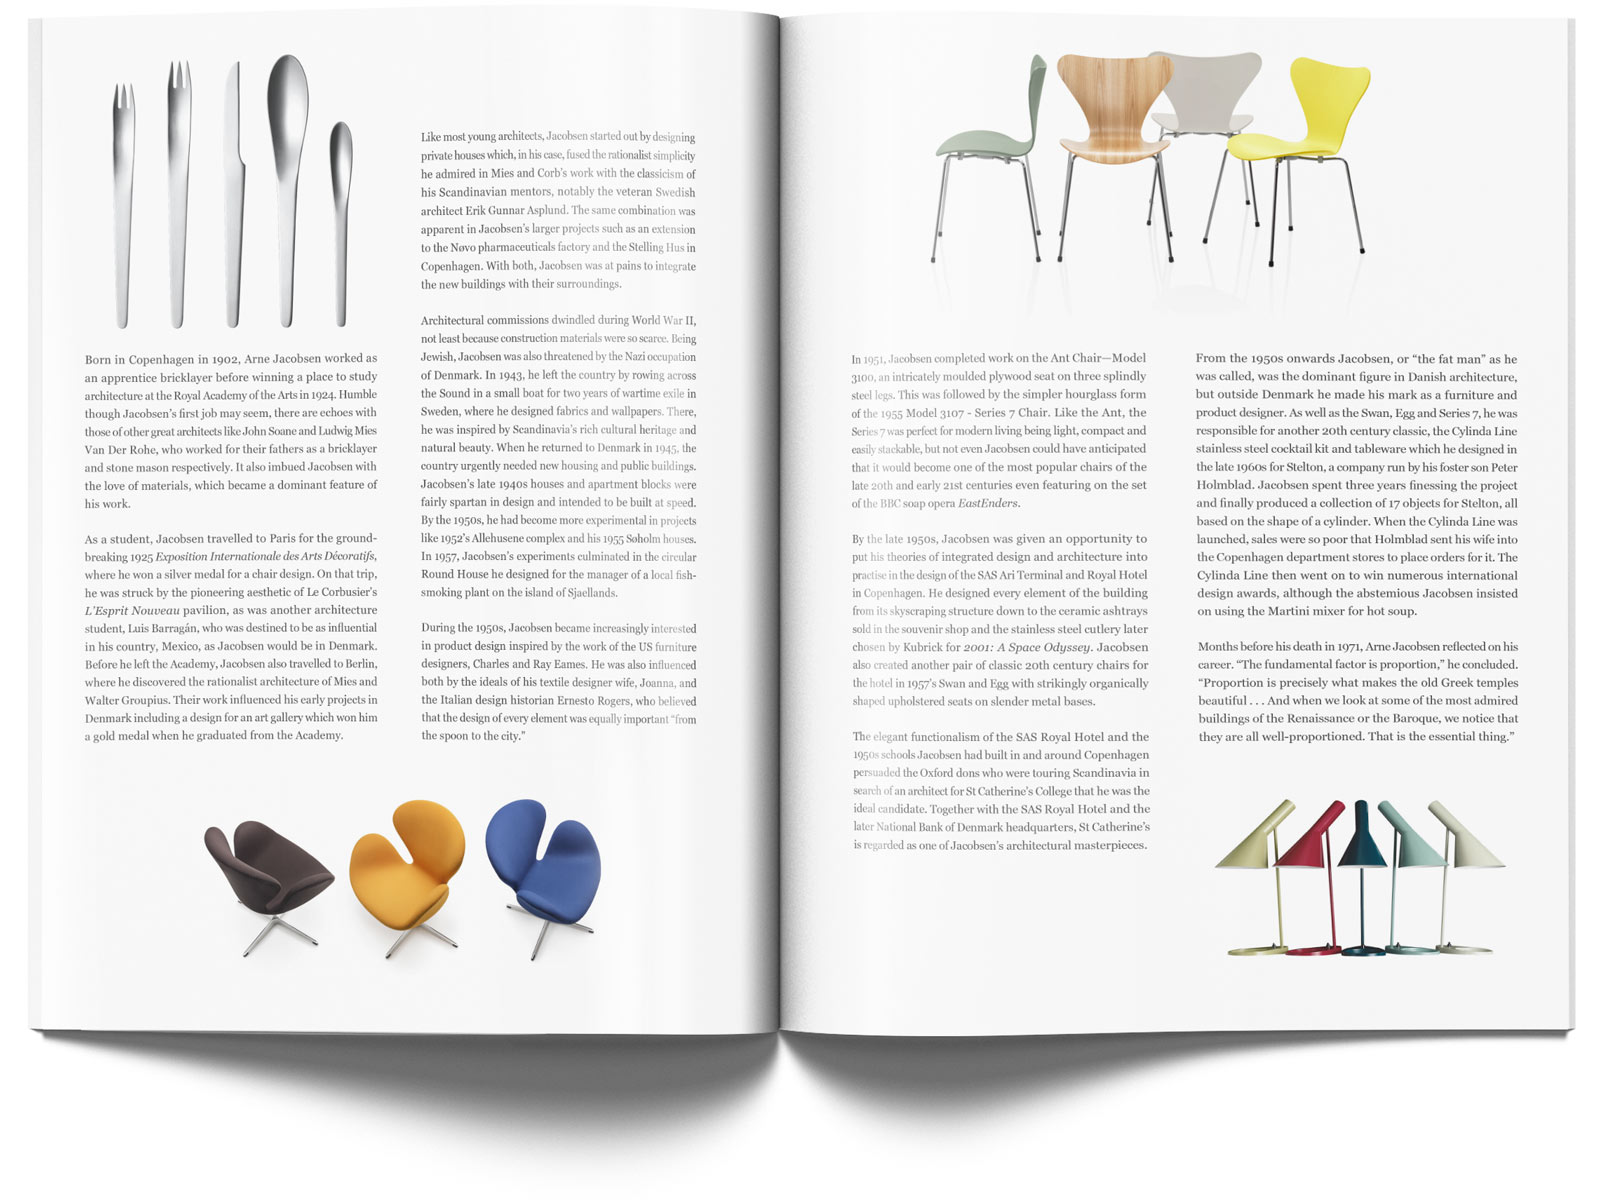 Born in Copenhagen in 1902, Arne Jacobsen worked as
an apprentice bricklayer before winning a place to study
architecture at the Royal Academy of the Arts in 1924. Humble
though Jacobsen's first job may seem, there are echoes with
those of other great architects like John Soane and Ludwig Mies
Van Der Rohe, who worked for their fathers as a bricklayer
and stone mason respectively. It also imbued Jacobsen with
the love of materials, which became a dominant feature of
his work.
As a student, Jacobsen travelled to Paris for the ground-
breaking 1925 Exposition Internationale des Arts Décoratifs,
where he won a silver medal for a chair design. On that trip,
he was struck by the pioneering aesthetic of Le Corbusier's
L'Esprit Nouveau pavilion, as was another architecture
student, Luis Barragán, who was destined to be as influential
in his country, Mexico, as Jacobsen would be in Denmark.
Before he left the Academy, Jacobsen also travelled to Berlin,
where he discovered the rationalist architecture of Mies and
Walter Groupius. Their work influenced his early projects in
Denmark including a design for an art gallery which won him
a gold medal when he graduated from the Academy.
Like most young architects, Jacobsen started out by designing
private houses which, in his case, fused the rationalist simplicity
he admired in Mies and Corb's work with the classicism of
his Scandinavian mentors, notably the veteran Swedish
architect Erik Gunnar Asplund. The same combination was
apparent in Jacobsen's larger projects such as an extension
to the Nøvo pharmaceuticals factory and the Stelling Hus in
Copenhagen. With both, Jacobsen was at pains to integrate
the new buildings with their surroundings.
Architectural commissions dwindled during World War II,
not least because construction materials were so scarce. Being
Jewish, Jacobsen was also threatened by the Nazi occupation
of Denmark. In 1943, he left the country by rowing across
the Sound in a small boat for two years of wartime exile in
Sweden, where he designed fabrics and wallpapers. There,
he was inspired by Scandinavia's rich cultural heritage and
natural beauty. When he returned to Denmark in 1945, the
country urgently needed new housing and public buildings.
Jacobsen's late 1940s houses and apartment blocks were
fairly spartan in design and intended to be built at speed.
By the 1950s, he had become more experimental in projects
like 1952's Allehusene complex and his 1955 Søholm houses.
In 1957, Jacobsen's experiments culminated in the circular
Round House he designed for the manager of a local fish-
smoking plant on the island of Sjaellands.
During the 1950s, Jacobsen became increasingly interested
in product design inspired by the work of the US furniture
designers, Charles and Ray Eames. He was also influenced
both by the ideals of his textile designer wife, Joanna, and
the Italian design historian Ernesto Rogers, who believed
that the design of every element was equally important "from
the spoon to the city."
In 1951, Jacobsen completed work on the Ant Chair—Model
3100, an intricately moulded plywood seat on three splindly
steel legs. This was followed by the simpler hourglass form
of the 1955 Model 3107 - Series 7 Chair. Like the Ant, the
Series 7 was perfect for modern living being light, compact and
easily stackable, but not even Jacobsen could have anticipated
that it would become one of the most popular chairs of the
late 20th and early 21st centuries even featuring on the set
of the BBC soap opera EastEnders.
By the late 1950s, Jacobsen was given an opportunity to
put his theories of integrated design and architecture into
practise in the design of the SAS Ari Terminal and Royal Hotel
in Copenhagen. He designed every element of the building
from its skyscraping structure down to the ceramic ashtrays
sold in the souvenir shop and the stainless steel cutlery later
chosen by Kubrick for 2001: A Space Odyssey. Jacobsen
also created another pair of classic 20th century chairs for
the hotel in 1957's Swan and Egg with strikingly organically
shaped upholstered seats on slender metal bases.
The elegant functionalism of the SAS Royal Hotel and the
1950s schools Jacobsen had built in and around Copenhagen
persuaded the Oxford dons who were touring Scandinavia in
search of an architect for St Catherine's College that he was the
ideal candidate. Together with the SAS Royal Hotel and the
later National Bank of Denmark headquarters, St Catherine's
is regarded as one of Jacobsen's architectural masterpieces.
From the 1950s onwards Jacobsen, or "the fat man" as he
was called, was the dominant figure in Danish architecture,
but outside Denmark he made his mark as a furniture and
product designer. As well as the Swan, Egg and Series 7, he was
responsible for another 20th century classic, the Cylinda Line
stainless steel cocktail kit and tableware which he designed in
the late 1960s for Stelton, a company run by his foster son Peter
Holmblad. Jacobsen spent three years finessing the project
and finally produced a collection of 17 objects for Stelton, all
based on the shape of a cylinder. When the Cylinda Line was
launched, sales were so poor that Holmblad sent his wife into
the Copenhagen department stores to place orders for it. The
Cylinda Line then went on to win numerous international
design awards, although the abstemious Jacobsen insisted
on using the Martini mixer for hot soup.
Months before his death in 1971, Arne Jacobsen reflected on his
career. "The fundamental factor is proportion," he concluded.
"Proportion is precisely what makes the old Greek temples
beautiful . . . And when we look at some of the most admired
buildings of the Renaissance or the Baroque, we notice that
they are all well-proportioned. That is the essential thing."